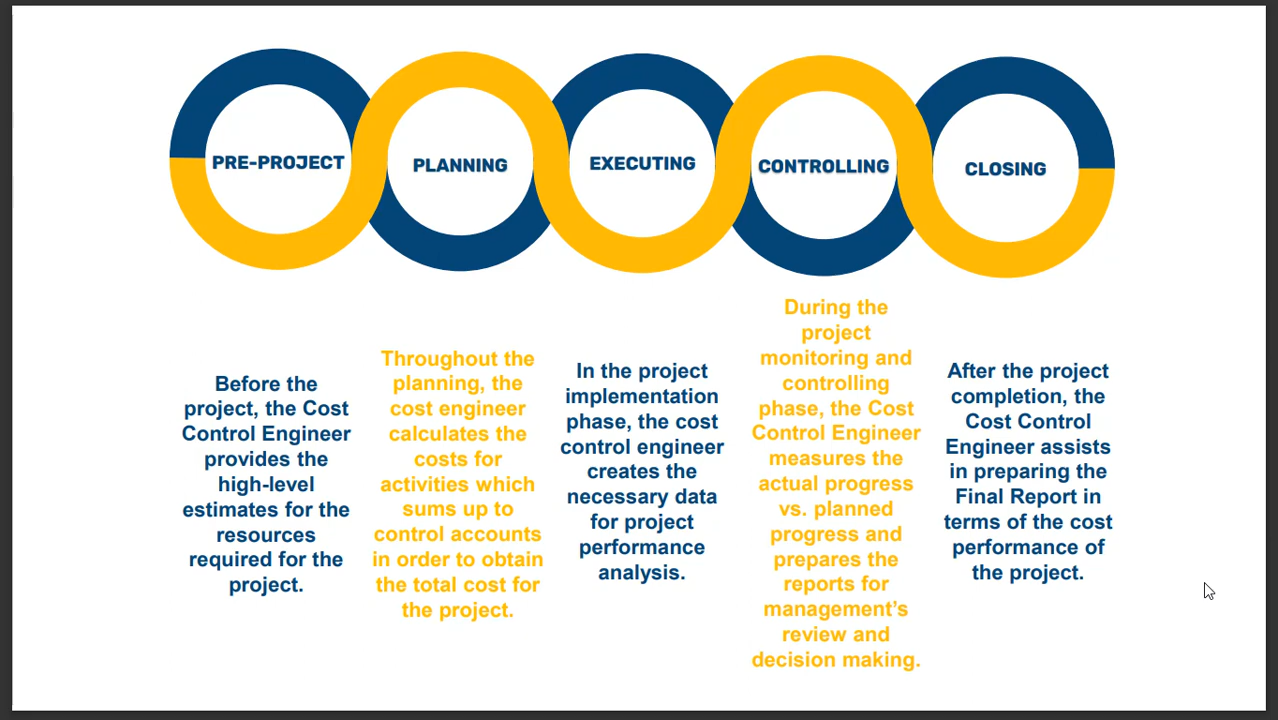 PRE-PROJECT
PLANNING
EXECUTING
CONTROLLING
CLOSING
Before the
project, the Cost
Control Engineer
provides the
high-level
estimates for the
resources
required for the
project.
Throughout the
planning, the
cost engineer
calculates the
costs for
activities which
sums up to
control accounts
in order to obtain
the total cost for
the project.
In the project
implementation
phase, the cost
control engineer
creates the
necessary data
for project
performance
analysis.
During the
project
monitoring and
controlling
phase, the Cost
Control Engineer
measures the
actual progress
vs. planned
progress and
prepares the
reports for
management’s
review and
decision making.
After the project
completion, the
Cost Control
Engineer assists
in preparing the
Final Report in
terms of the cost
performance of
the project.